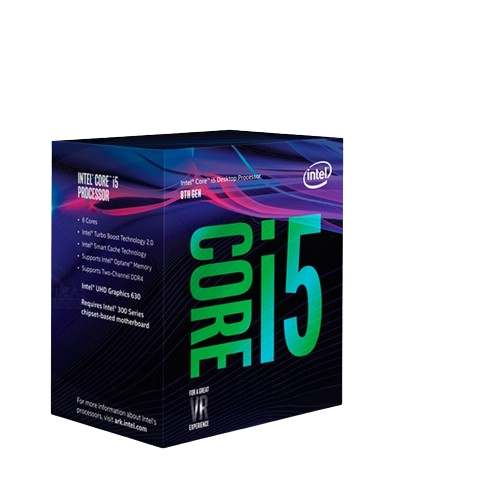 INTEL® CORE™ i5
PROCESSOR
• 6 Cores
• Intel® Turbo Boost Technology 2.0
• Intel® Smart Cache Technology
• Supports Intel® Optane™ Memory
• Supports Two-Channel DDR4
Intel® UHD Graphics 630
Requires Intel® 300 Series
chipset-based motherboard
For more information about Intel's
processors, visit ark.intel.com
Intel® Core™ i5 Desktop Processor
8TH GEN
intel
CORE i5
FOR A GREAT
VR
EXPERIENCE